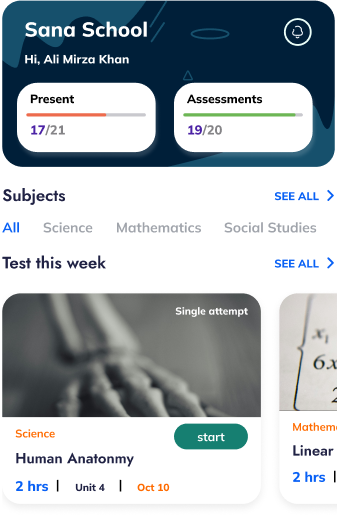 Sana School
Hi, Ali Mirza Khan
Present
17/21
Assessments
19/20
Subjects
SEE ALL
All Science Mathematics Social Studies
Test this week
SEE ALL
Single attempt
Science
start
Human Anatonmy
2 hrs | Unit 4 | Oct 10
x₁
6x
2
Linear
2 hrs |